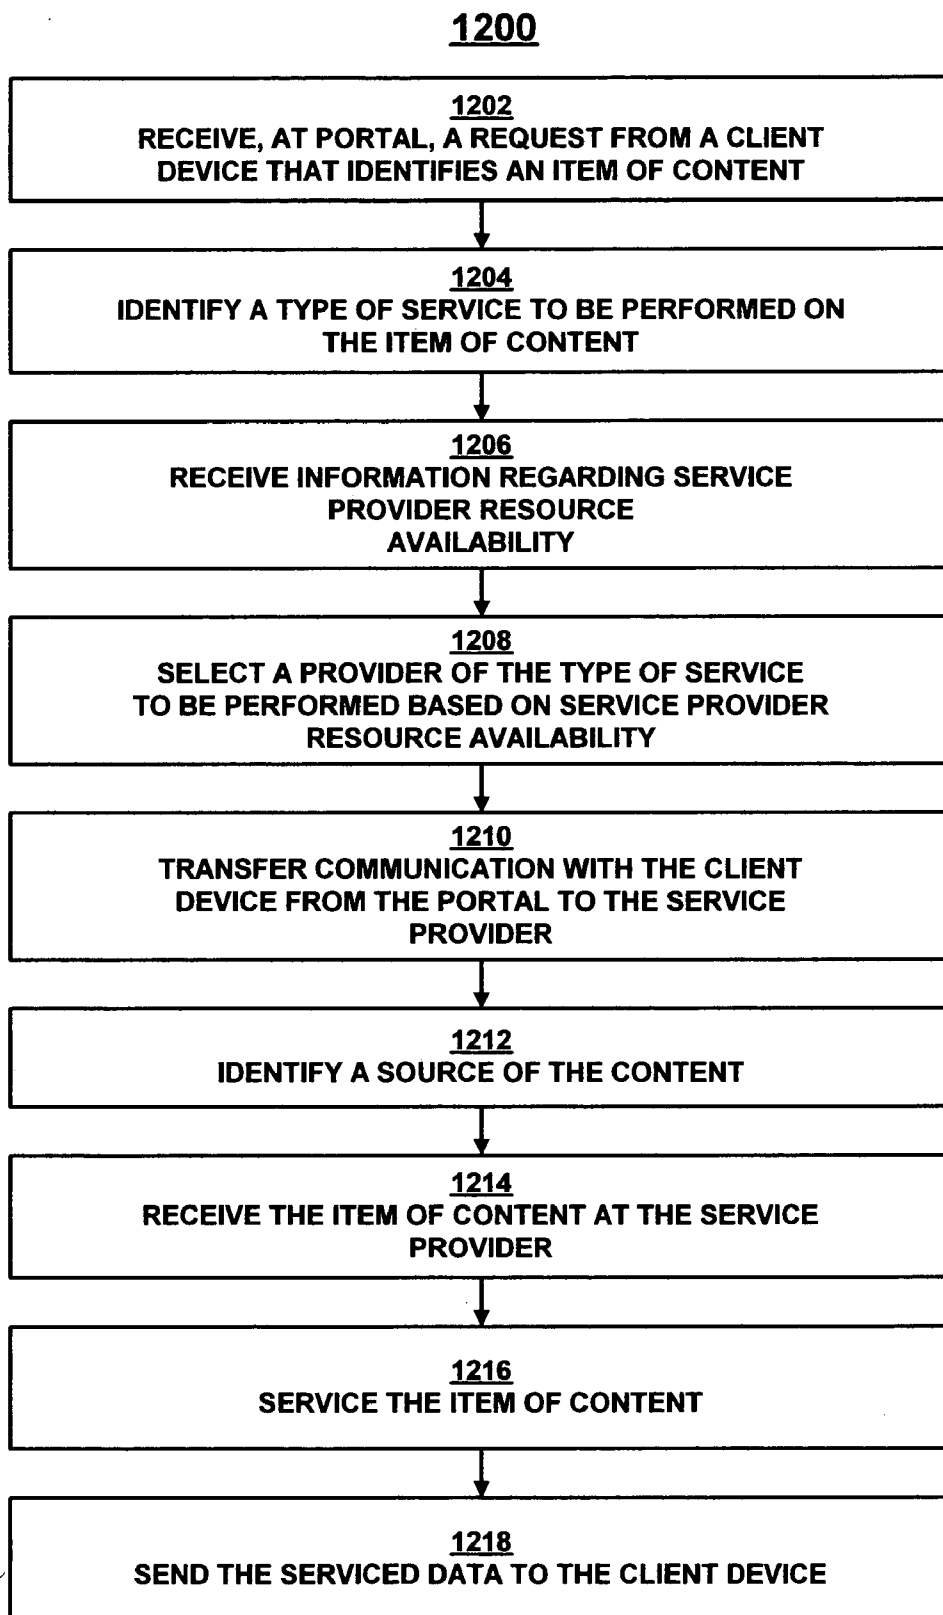 1200
1202
RECEIVE, AT PORTAL, A REQUEST FROM A CLIENT
DEVICE THAT IDENTIFIES AN ITEM OF CONTENT
1204
IDENTIFY A TYPE OF SERVICE TO BE PERFORMED ON
THE ITEM OF CONTENT
1206
RECEIVE INFORMATION REGARDING SERVICE
PROVIDER RESOURCE
AVAILABILITY
1208
SELECT A PROVIDER OF THE TYPE OF SERVICE
TO BE PERFORMED BASED ON SERVICE PROVIDER
RESOURCE AVAILABILITY
1210
TRANSFER COMMUNICATION WITH THE CLIENT
DEVICE FROM THE PORTAL TO THE SERVICE
PROVIDER
1212
IDENTIFY A SOURCE OF THE CONTENT
1214
RECEIVE THE ITEM OF CONTENT AT THE SERVICE
PROVIDER
1216
SERVICE THE ITEM OF CONTENT
1218
SEND THE SERVICED DATA TO THE CLIENT DEVICE